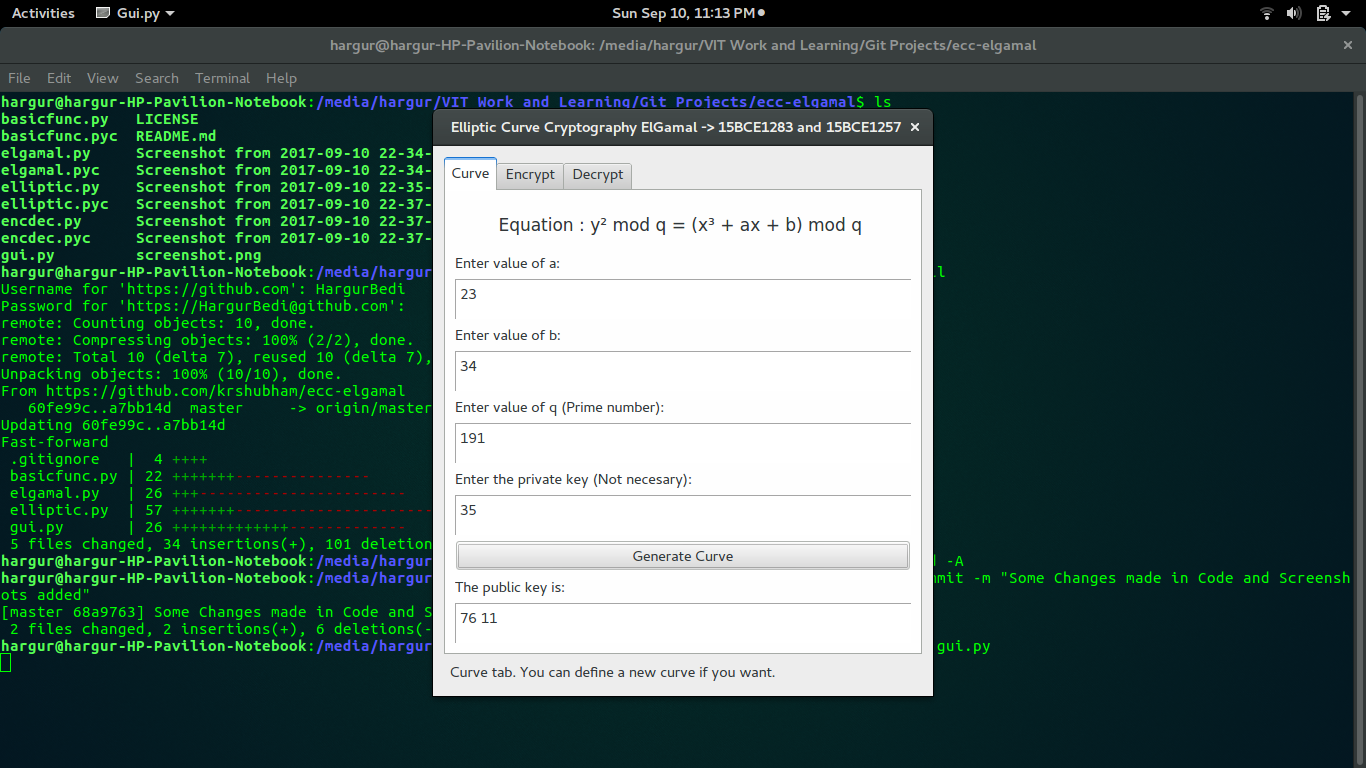 Activities Gui.py Sun Sep 10, 11:13 PM
hargur@hargur-HP-Pavilion-Notebook: /media/hargur/VIT Work and Learning/Git Projects/ecc-elgamal
File Edit View Search Terminal Help
hargur@hargur-HP-Pavilion-Notebook:/media/hargur/VIT Work and Learning/Git Projects/ecc-elgamal$ ls
basicfunc.py LICENSE
basicfunc.pyc README.md
elgamal.py Screenshot from 2017-09-10 22-34-
elgamal.pyc Screenshot from 2017-09-10 22-34-
elliptic.py Screenshot from 2017-09-10 22-35-
elliptic.pyc Screenshot from 2017-09-10 22-37-
encdec.py Screenshot from 2017-09-10 22-37-
encdec.pyc Screenshot from 2017-09-10 22-37-
gui.py screenshot.png
hargur@hargur-HP-Pavilion-Notebook:/media/hargur l
Username for 'https://github.com': HargurBedi
Password for 'https://HargurBedi@github.com':
remote: Counting objects: 10, done.
remote: Compressing objects: 100% (2/2), done.
remote: Total 10 (delta 7), reused 10 (delta 7),
Unpacking objects: 100% (10/10), done.
From https://github.com/krshubham/ecc-elgamal
60fe99c..a7bb14d master -> origin/master
Updating 60fe99c..a7bb14d
Fast-forward
.gitignore | 4 ++++
basicfunc.py | 22 +++++++---------------
elgamal.py | 26 +++-----------------------
elliptic.py | 57 +++++++------------------------
gui.py | 26 +++++++++++++-------------
5 files changed, 34 insertions(+), 101 deletion
hargur@hargur-HP-Pavilion-Notebook:/media/hargur -A
hargur@hargur-HP-Pavilion-Notebook:/media/hargur mit -m "Some Changes made in Code and Screensh
ots added"
[master 68a9763] Some Changes made in Code and S
2 files changed, 2 insertions(+), 6 deletions(-
hargur@hargur-HP-Pavilion-Notebook:/media/hargur gui.py
Elliptic Curve Cryptography ElGamal -> 15BCE1283 and 15BCE1257
Curve Encrypt Decrypt
Equation : y² mod q = (x³ + ax + b) mod q
Enter value of a:
23
Enter value of b:
34
Enter value of q (Prime number):
191
Enter the private key (Not necesary):
35
Generate Curve
The public key is:
76 11
Curve tab. You can define a new curve if you want.